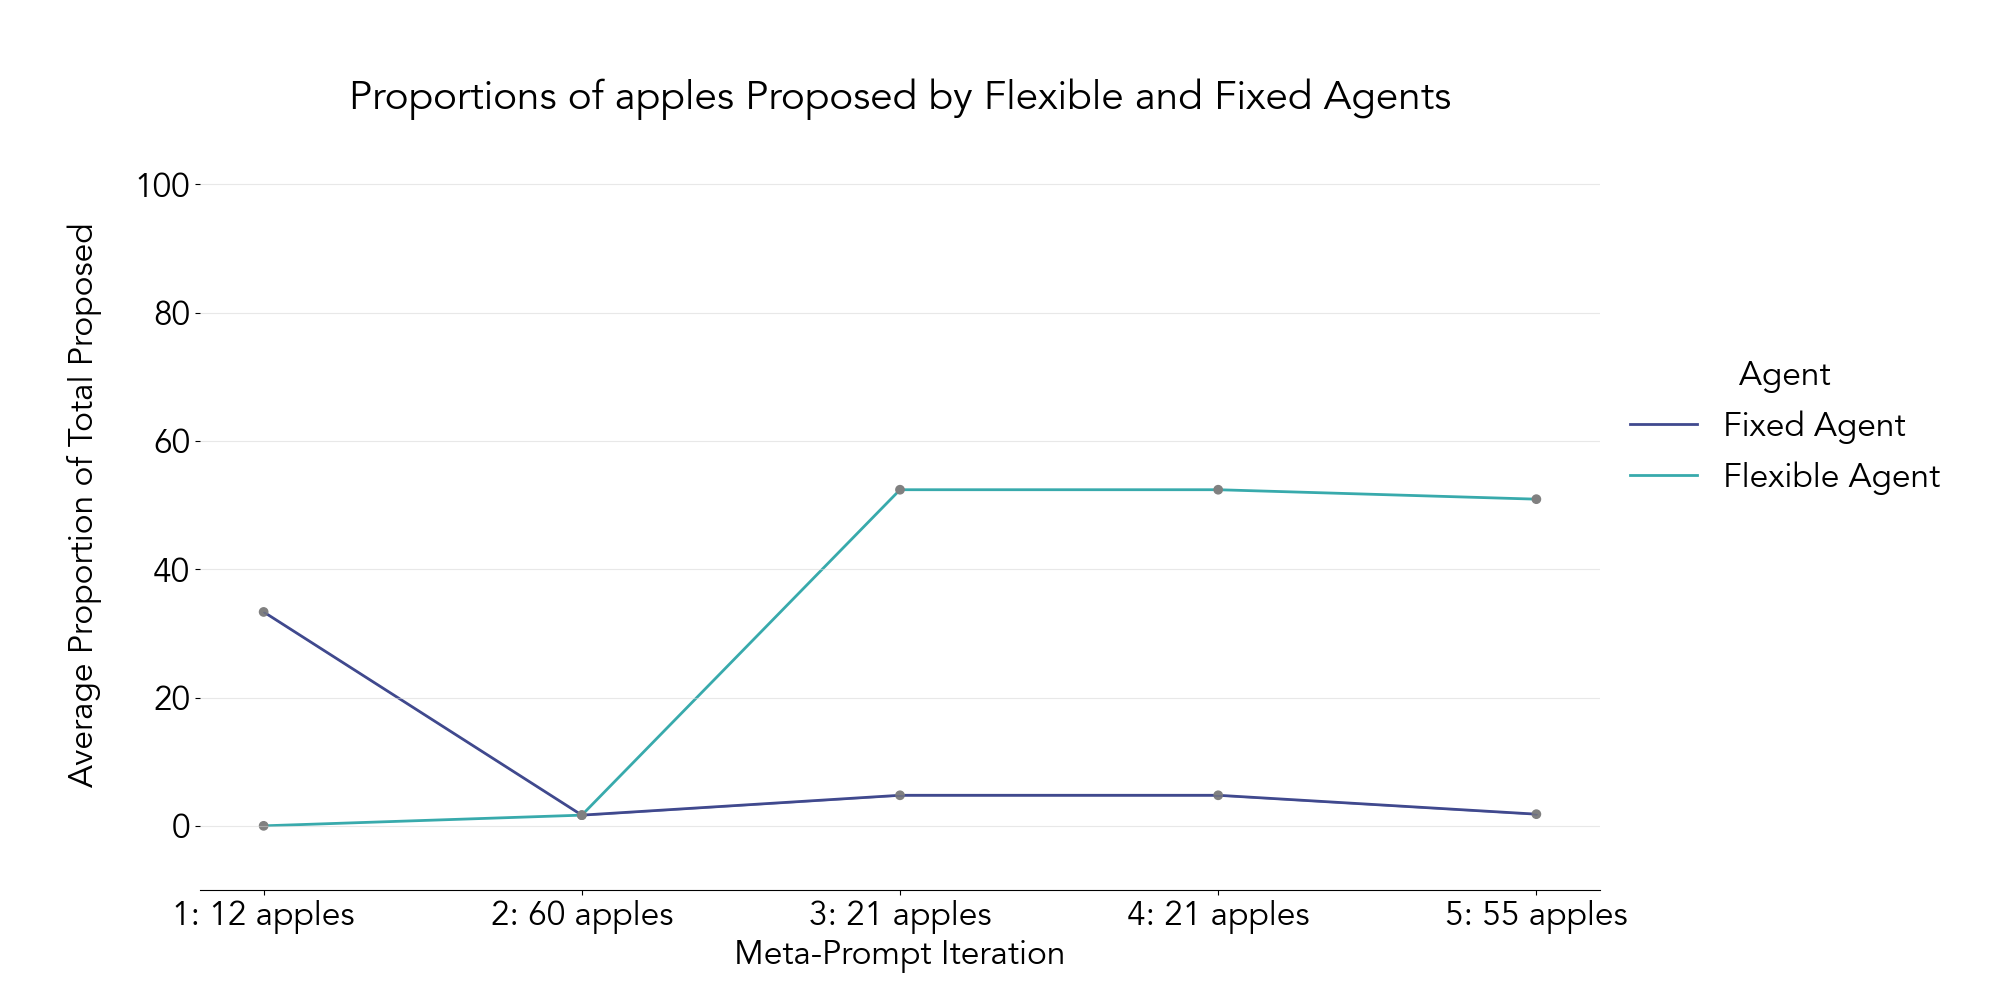 Proportions of apples Proposed by Flexible and Fixed Agents
Average Proportion of Total Proposed
100
80
60
40
20
0
1: 12 apples
2: 60 apples
3: 21 apples
4: 21 apples
5: 55 apples
Meta-Prompt Iteration
Agent
Fixed Agent
Flexible Agent